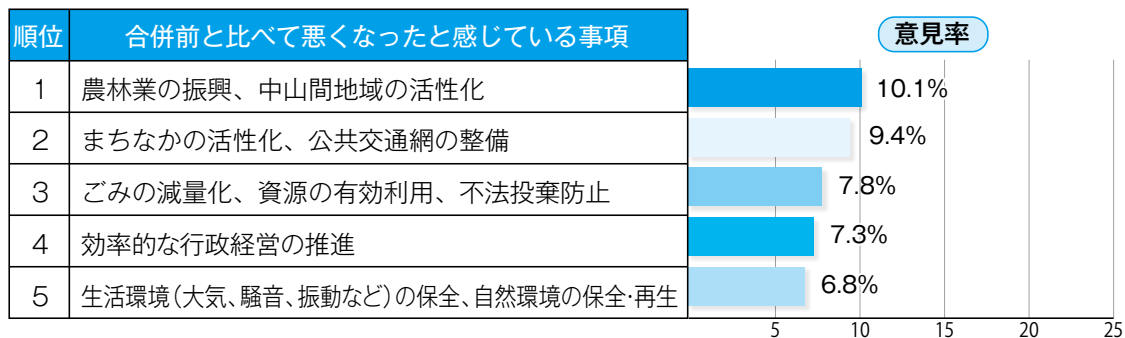 順位 合併前と比べて悪くなったと感じている事項 意見率
1 農林業の振興、中山間地域の活性化 10.1%
2 まちなかの活性化、公共交通網の整備 9.4%
3 ごみの減量化、資源の有効利用、不法投棄防止 7.8%
4 効率的な行政経営の推進 7.3%
5 生活環境(大気、騒音、振動など)の保全、自然環境の保全・再生 6.8%
5 10 15 20 25